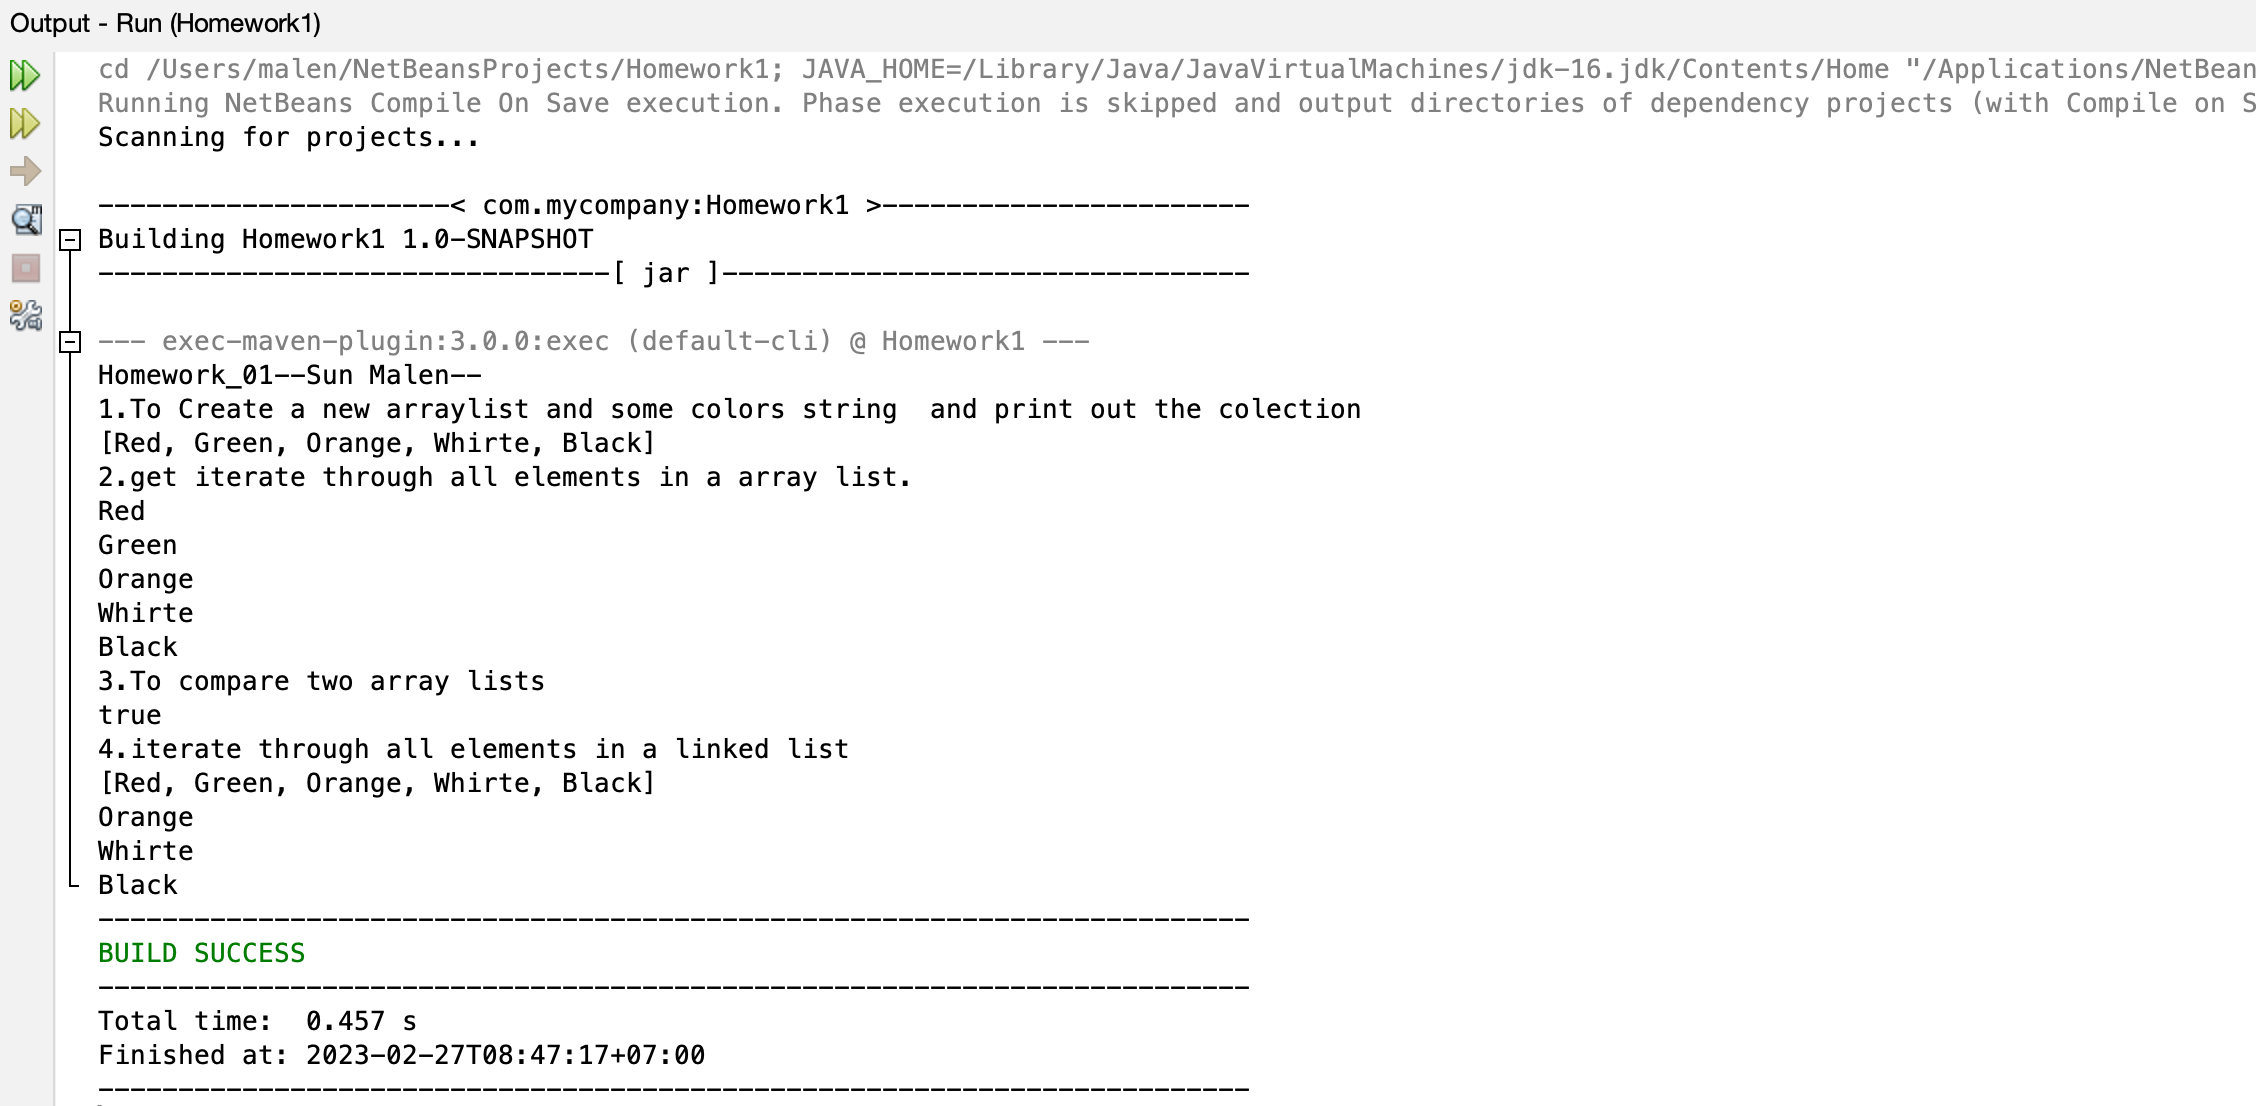 Output - Run (Homework1)
cd /Users/malen/NetBeansProjects/Homework1; JAVA_HOME=/Library/Java/JavaVirtualMachines/jdk-16.jdk/Contents/Home "/Applications/NetBean
Running NetBeans Compile On Save execution. Phase execution is skipped and output directories of dependency projects (with Compile on S
Scanning for projects...
----------------------< com.mycompany:Homework1 >-----------------------
Building Homework1 1.0-SNAPSHOT
--------------------------------[ jar ]---------------------------------
--- exec-maven-plugin:3.0.0:exec (default-cli) @ Homework1 ---
Homework_01--Sun Malen--
1.To Create a new arraylist and some colors string  and print out the colection
[Red, Green, Orange, Whirte, Black]
2.get iterate through all elements in a array list.
Red
Green
Orange
Whirte
Black
3.To compare two array lists
true
4.iterate through all elements in a linked list
[Red, Green, Orange, Whirte, Black]
Orange
Whirte
Black
------------------------------------------------------------------------
BUILD SUCCESS
------------------------------------------------------------------------
Total time:  0.457 s
Finished at: 2023-02-27T08:47:17+07:00
------------------------------------------------------------------------